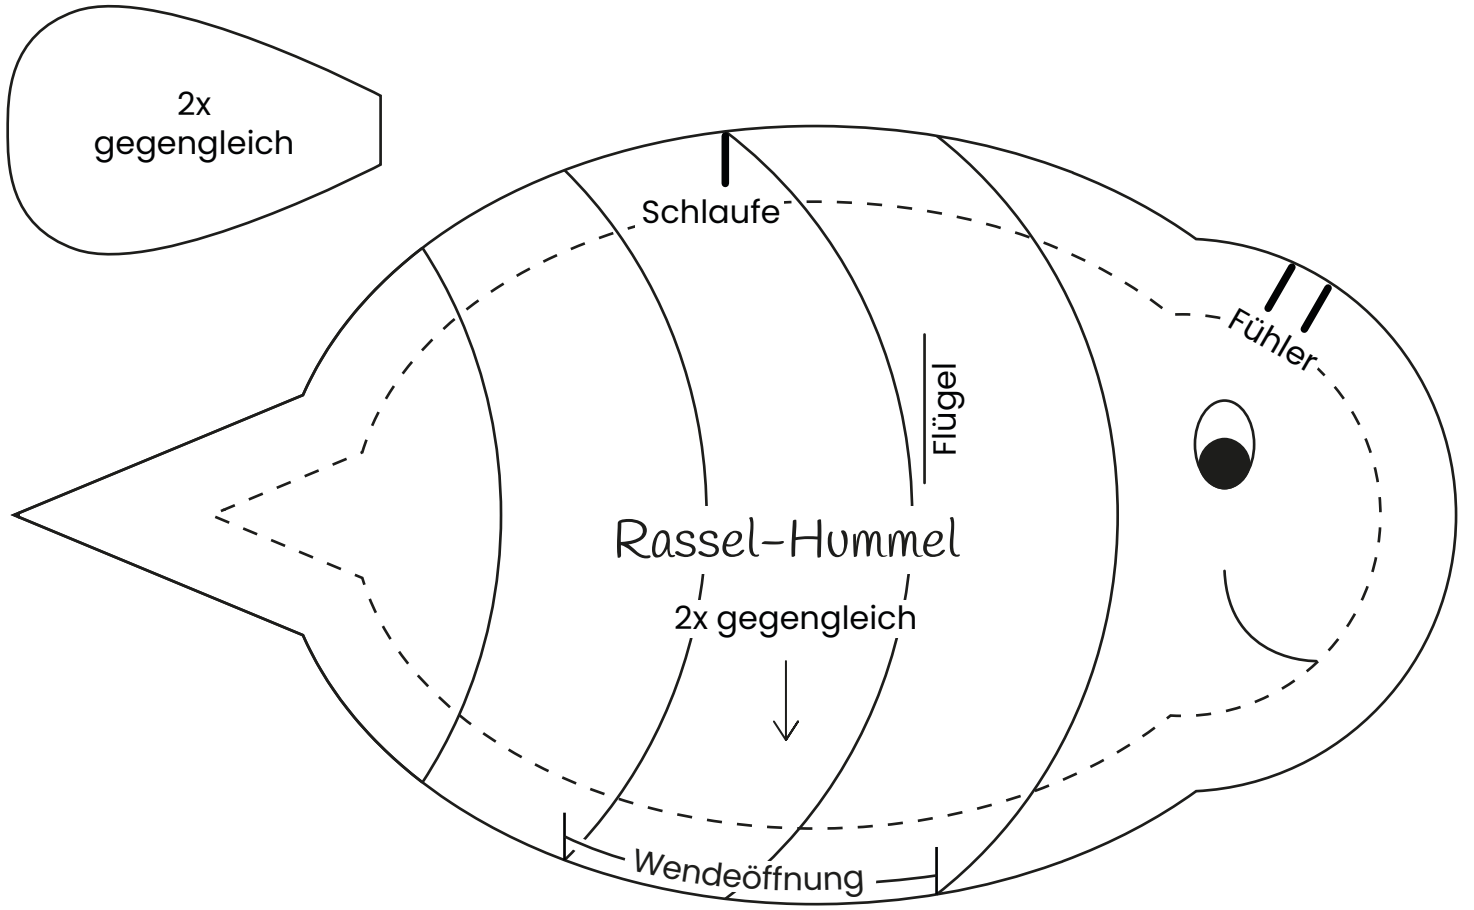 2x
gegengleich
Schlaufe
Fühler
Flügel
Rassel-Hummel
2x gegengleich
Wendeöffnung